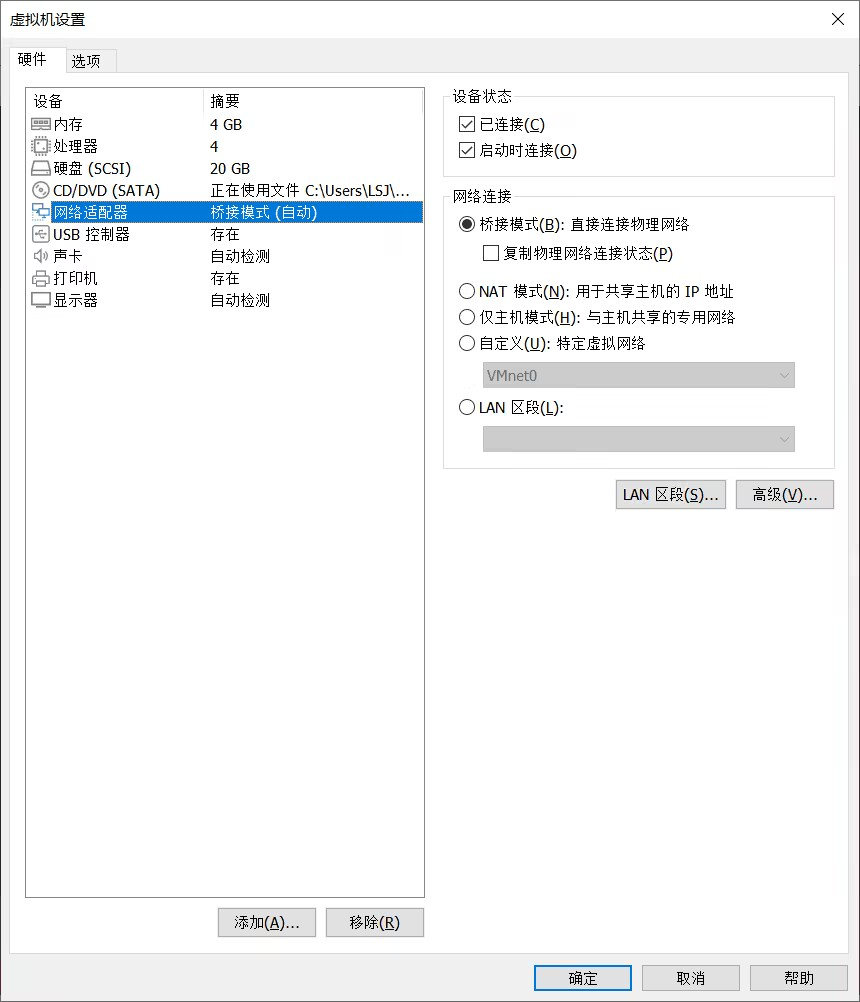 虚拟机设置
硬件 选项
设备 摘要
内存 4 GB
处理器 4
硬盘 (SCSI) 20 GB
CD/DVD (SATA) 正在使用文件 C:\Users\LSJ\...
网络适配器 桥接模式 (自动)
USB 控制器 存在
声卡 自动检测
打印机 存在
显示器 自动检测
添加(A)... 移除(R)
设备状态
已连接(C)
启动时连接(O)
网络连接
桥接模式(B): 直接连接物理网络
复制物理网络连接状态(P)
NAT 模式(N): 用于共享主机的 IP 地址
仅主机模式(H): 与主机共享的专用网络
自定义(U): 特定虚拟网络
VMnet0
LAN 区段(L):
LAN 区段(S)... 高级(V)...
确定 取消 帮助